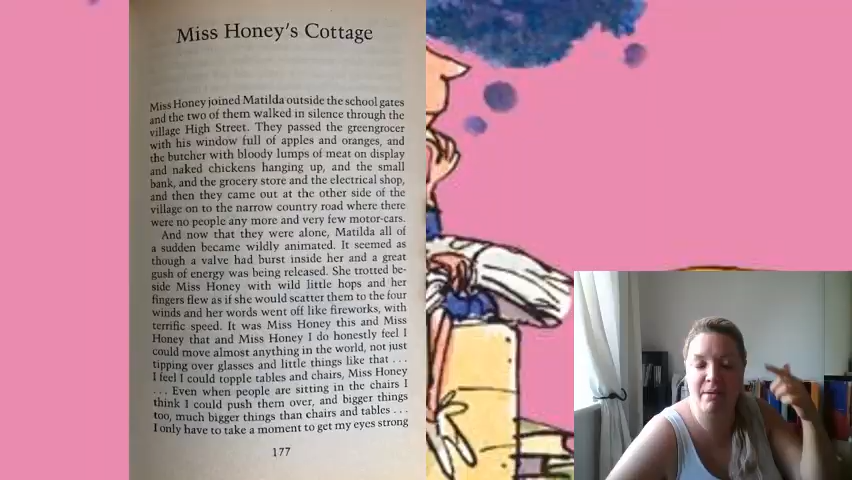 Miss Honey's Cottage
Miss Honey joined Matilda outside the school gates
and the two of them walked in silence through the
village High Street. They passed the greengrocer
with his window full of apples and oranges, and
the butcher with bloody lumps of meat on display
and naked chickens hanging up, and the small
bank, and the grocery store and the electrical shop,
and then they came out at the other side of the
village on to the narrow country road where there
were no people any more and very few motor-cars.
And now that they were alone, Matilda all of
a sudden became wildly animated. It seemed as
though a valve had burst inside her and a great
gush of energy was being released. She trotted be-
side Miss Honey with wild little hops and her
fingers flew as if she would scatter them to the four
winds and her words went off like fireworks, with
terrific speed. It was Miss Honey this and Miss
Honey that and Miss Honey I do honestly feel I
could move almost anything in the world, not just
tipping over glasses and little things like that . . .
I feel I could topple tables and chairs, Miss Honey
. . . Even when people are sitting in the chairs I
think I could push them over, and bigger things
too, much bigger things than chairs and tables . . .
I only have to take a moment to get my eyes strong
177